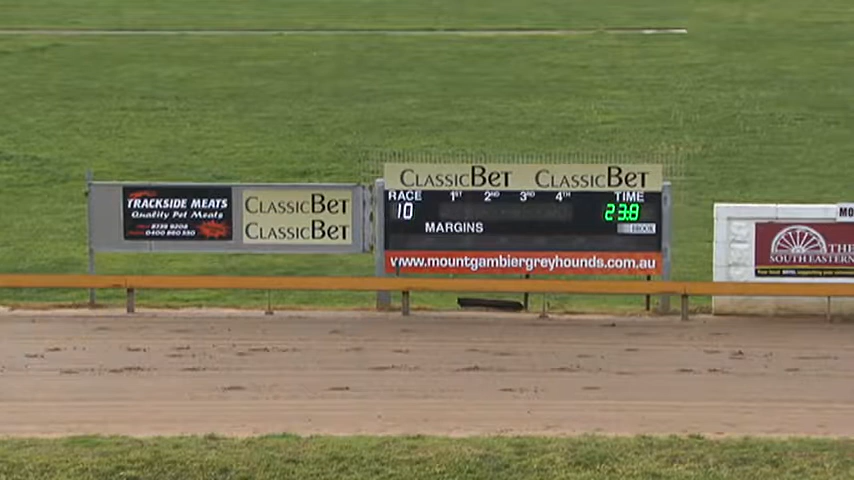 TRACKSIDE MEATS
Quality Pet Meats
CLASSICBET
CLASSICBET
CLASSICBET CLASSICBET
RACE 1ST 2ND 3RD 4TH TIME
10 23.8
MARGINS
www.mountgambiergreyhounds.com.au
MO
THE
SOUTH EASTERN